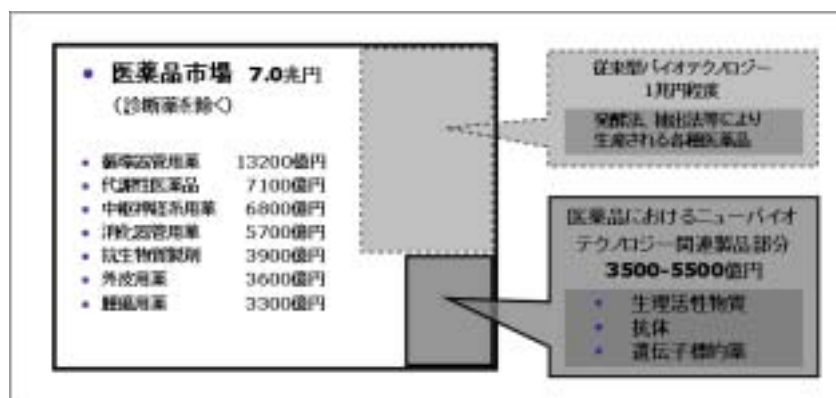 医薬品市場 7.0兆円
(診断薬を除く)
循環器官用薬 13200億円
代謝性医薬品 7100億円
中枢神経系用薬 6800億円
消化器管用薬 5700億円
抗生物質製剤 3900億円
外皮用薬 3600億円
腫瘍用薬 3300億円
従来型バイオテクノロジー
1兆円程度
発酵法、抽出法等により
生産される各種医薬品
医薬品におけるニューバイオ
テクノロジー関連製品部分
3500-5500億円
生理活性物質
抗体
遺伝子標的薬